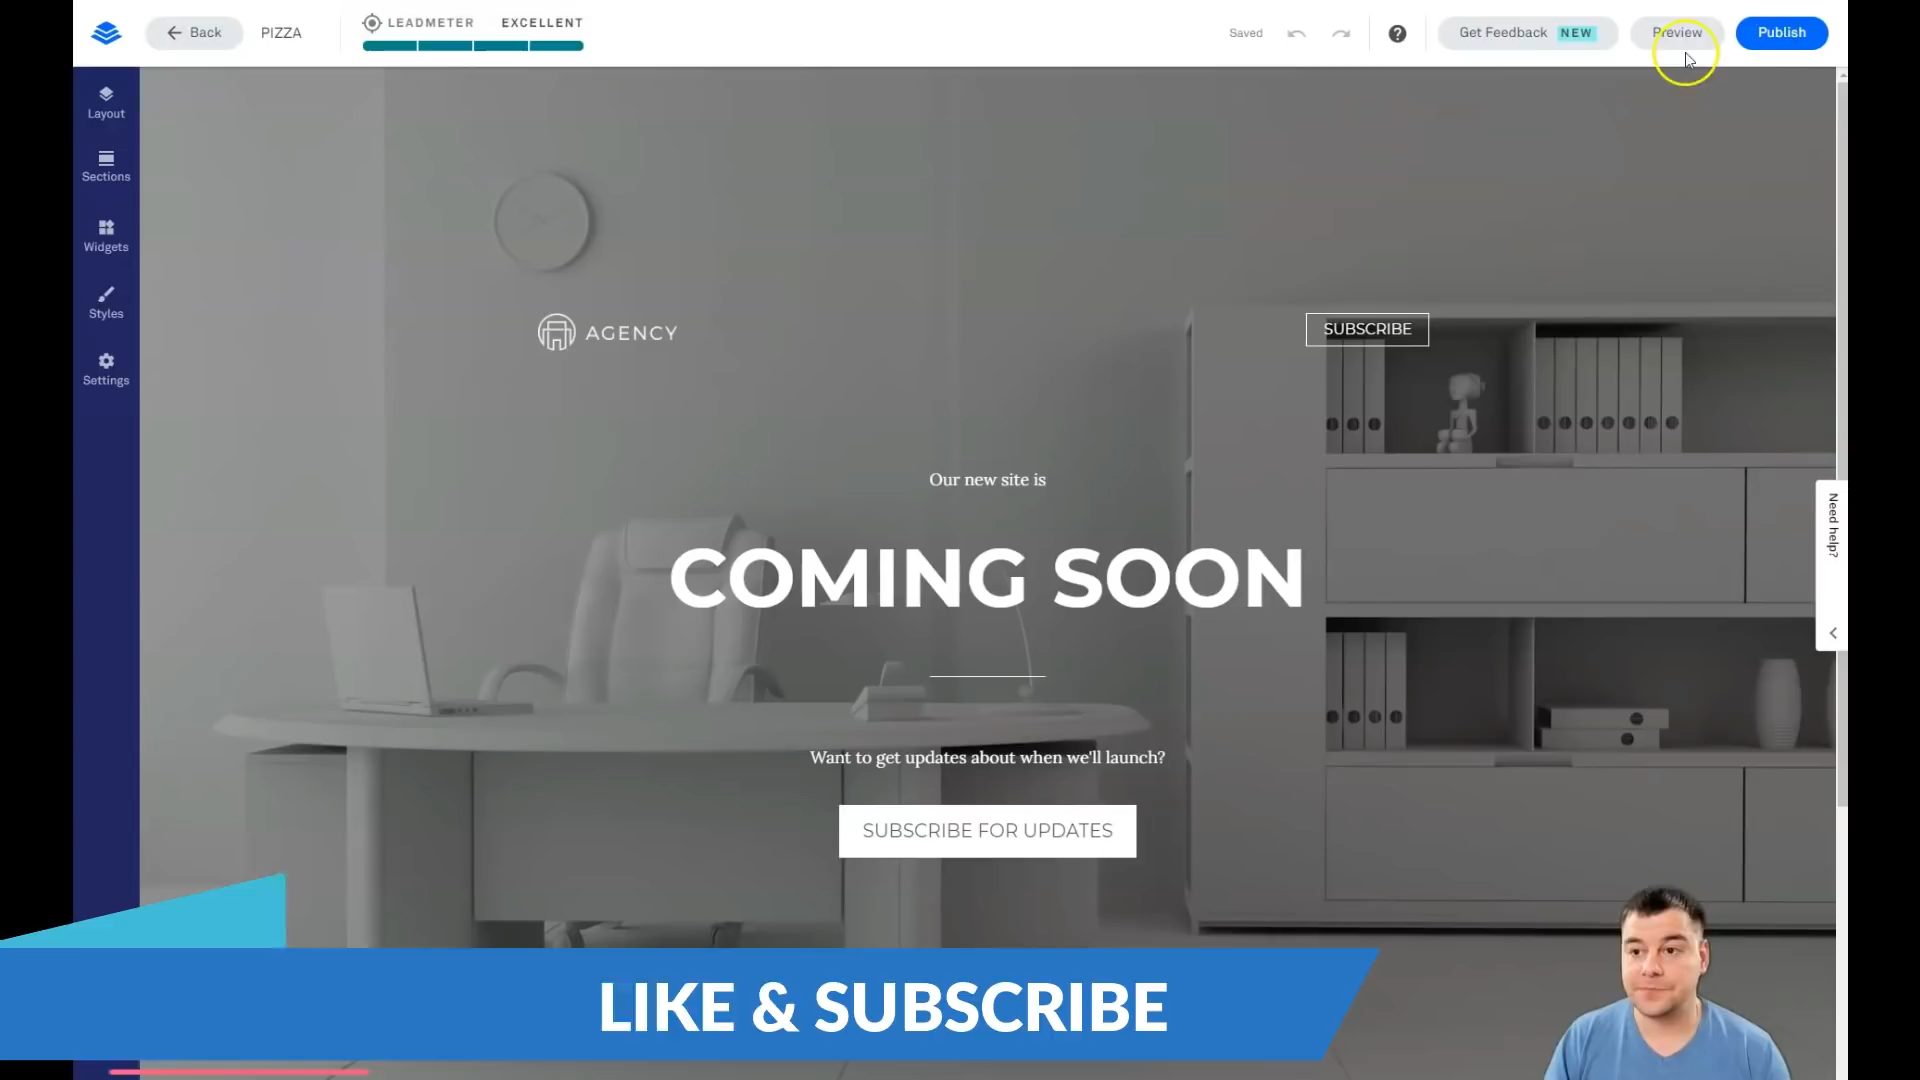 Back
PIZZA
LEADMETER EXCELLENT
Saved
Get Feedback NEW
Preview
Publish
Layout
Sections
Widgets
Styles
Settings
AGENCY
SUBSCRIBE
Our new site is
COMING SOON
Want to get updates about when we'll launch?
SUBSCRIBE FOR UPDATES
Need help?
LIKE & SUBSCRIBE